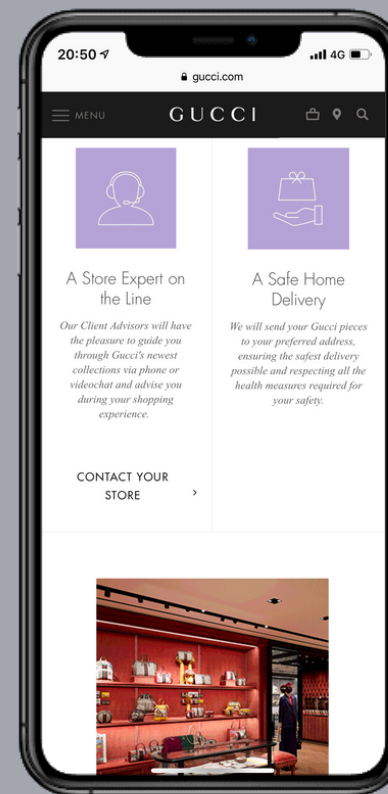 20:50
4G
gucci.com
MENU
GUCCI
A Store Expert on
the Line
Our Client Advisors will have
the pleasure to guide you
through Gucci's newest
collections via phone or
videochat and advise you
during your shopping
experience.
CONTACT YOUR
STORE
A Safe Home
Delivery
We will send your Gucci pieces
to your preferred address,
ensuring the safest delivery
possible and respecting all the
health measures required for
your safety.